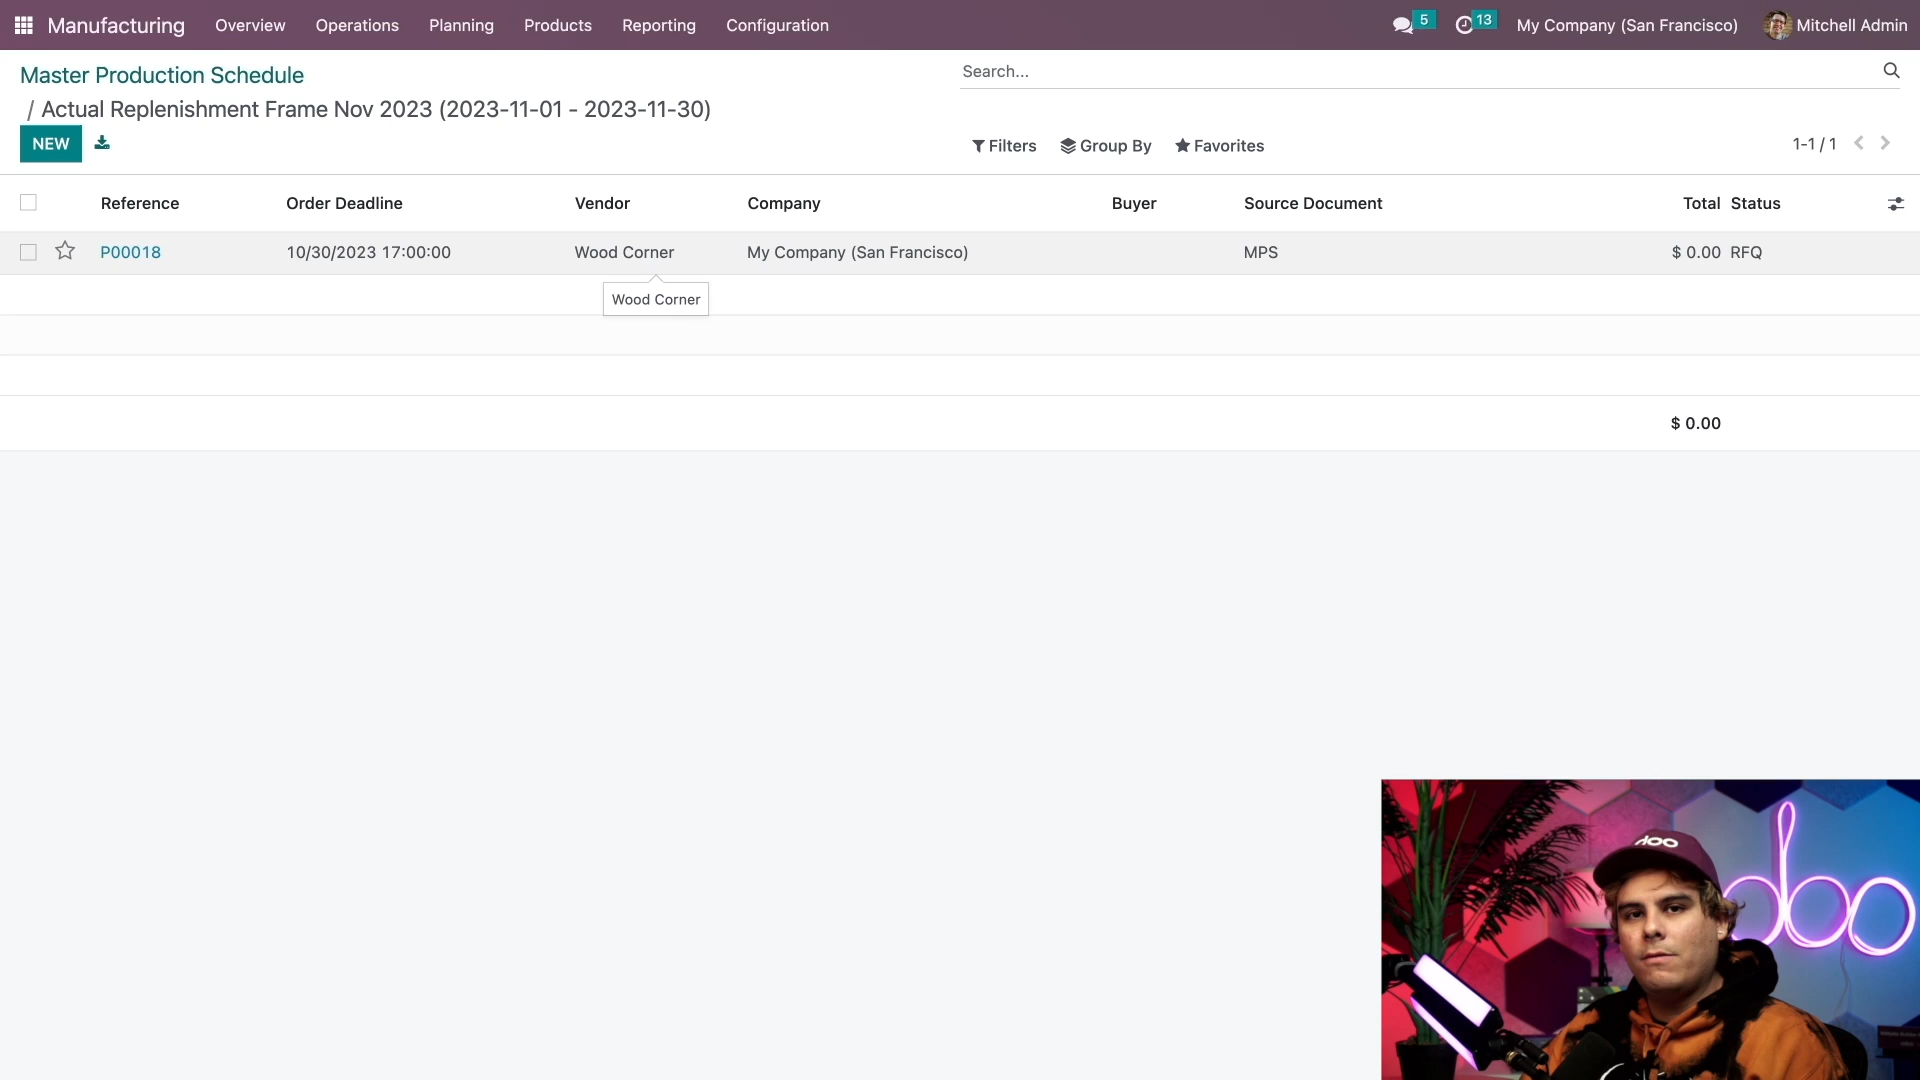 Manufacturing Overview Operations Planning Products Reporting Configuration 5 13 My Company (San Francisco) Mitchell Admin
Master Production Schedule
Search...
/ Actual Replenishment Frame Nov 2023 (2023-11-01 - 2023-11-30)
NEW Filters Group By Favorites 1-1 / 1
Reference Order Deadline Vendor Company Buyer Source Document Total Status
P00018 10/30/2023 17:00:00 Wood Corner My Company (San Francisco) MPS $ 0.00 RFQ
Wood Corner
$ 0.00